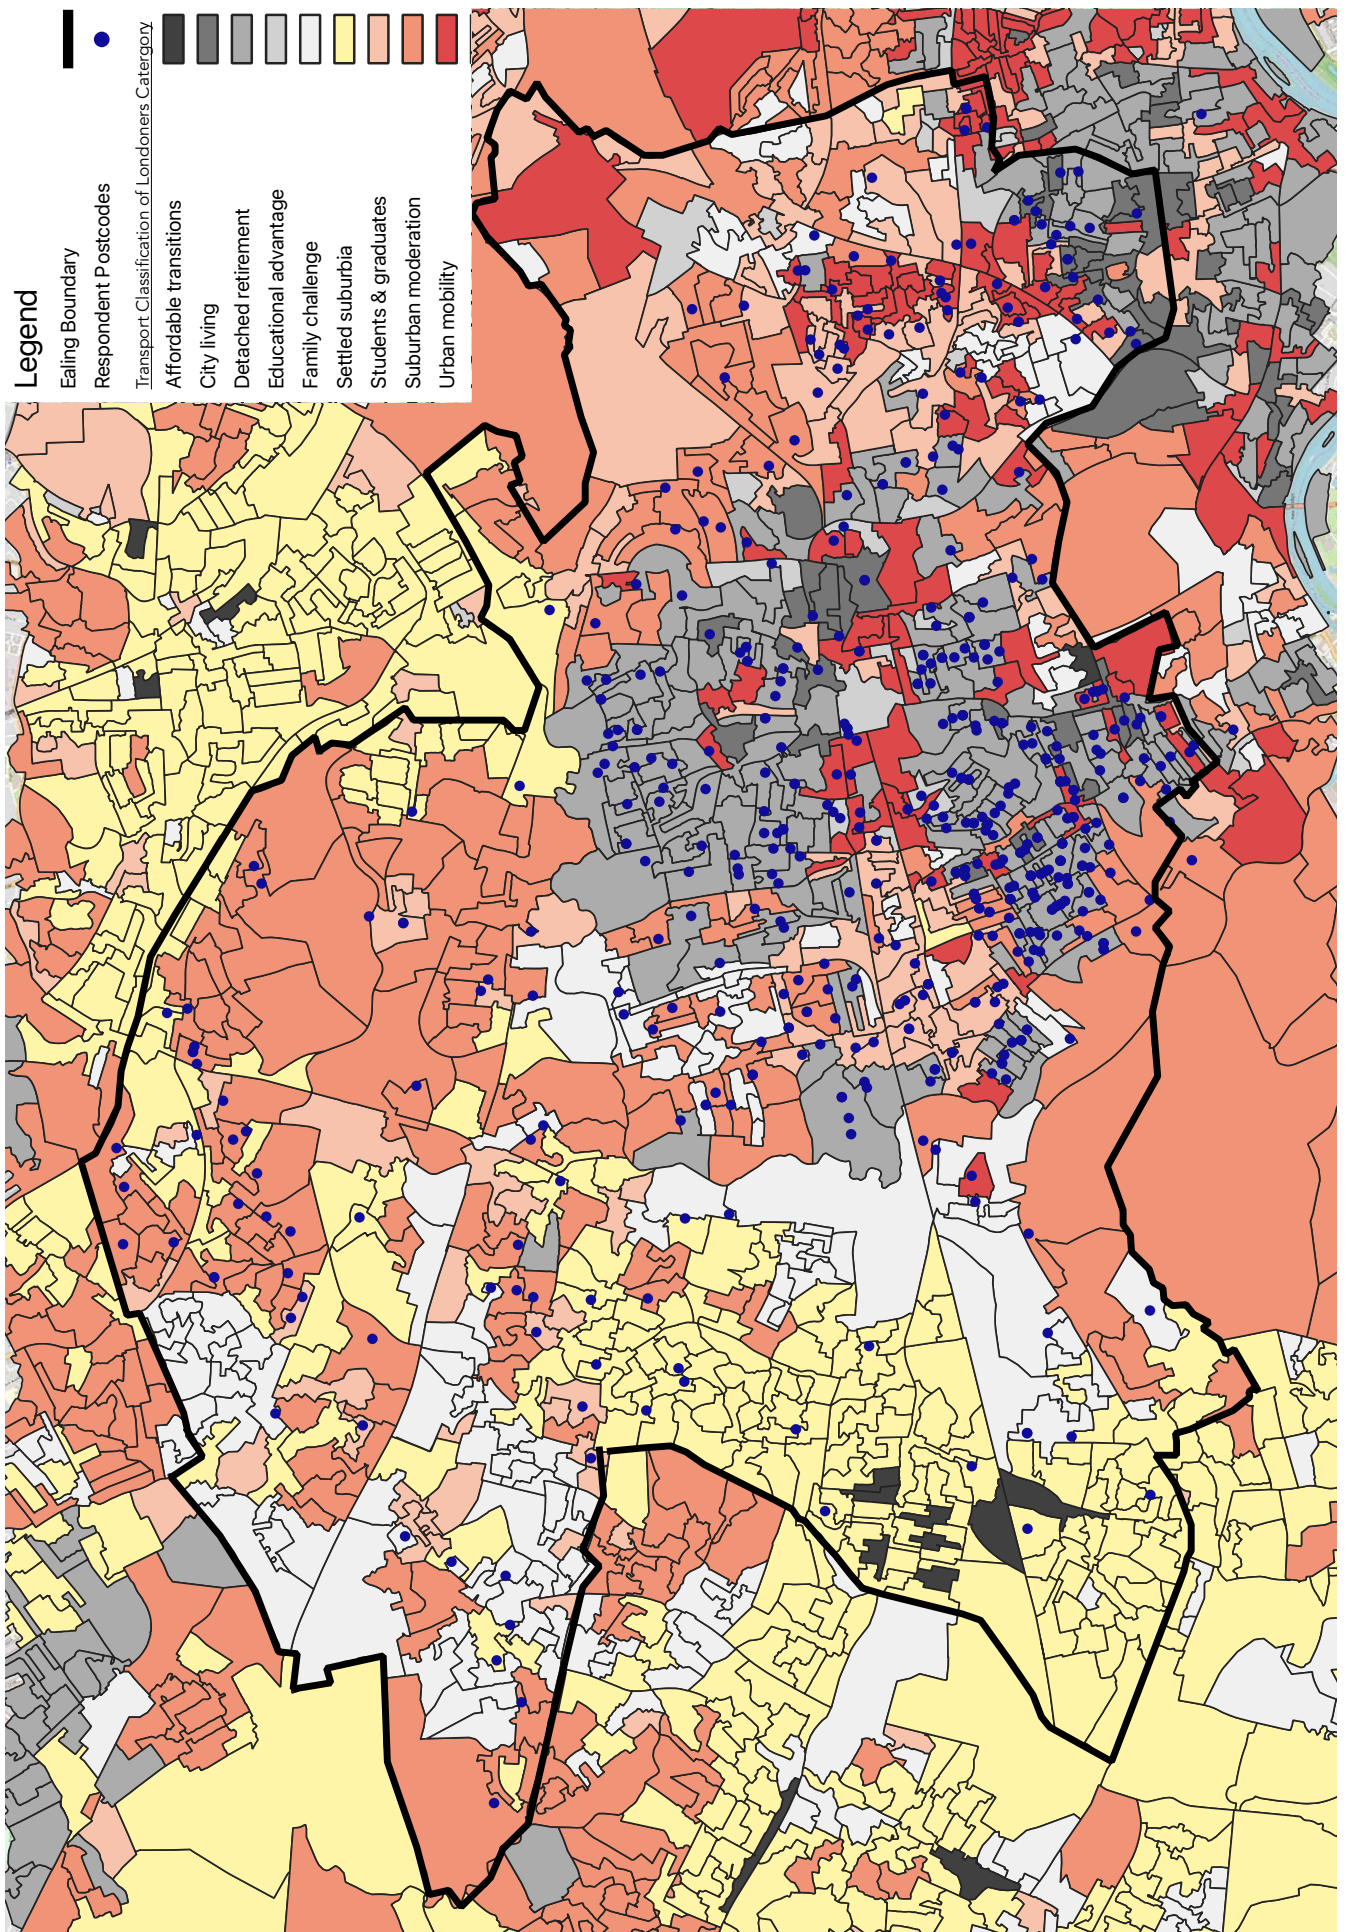 Legend
Ealing Boundary
Respondent Postcodes
Transport Classification of Londoners Catergory
Affordable transitions
City living
Detached retirement
Educational advantage
Family challenge
Settled suburbia
Students & graduates
Suburban moderation
Urban mobility